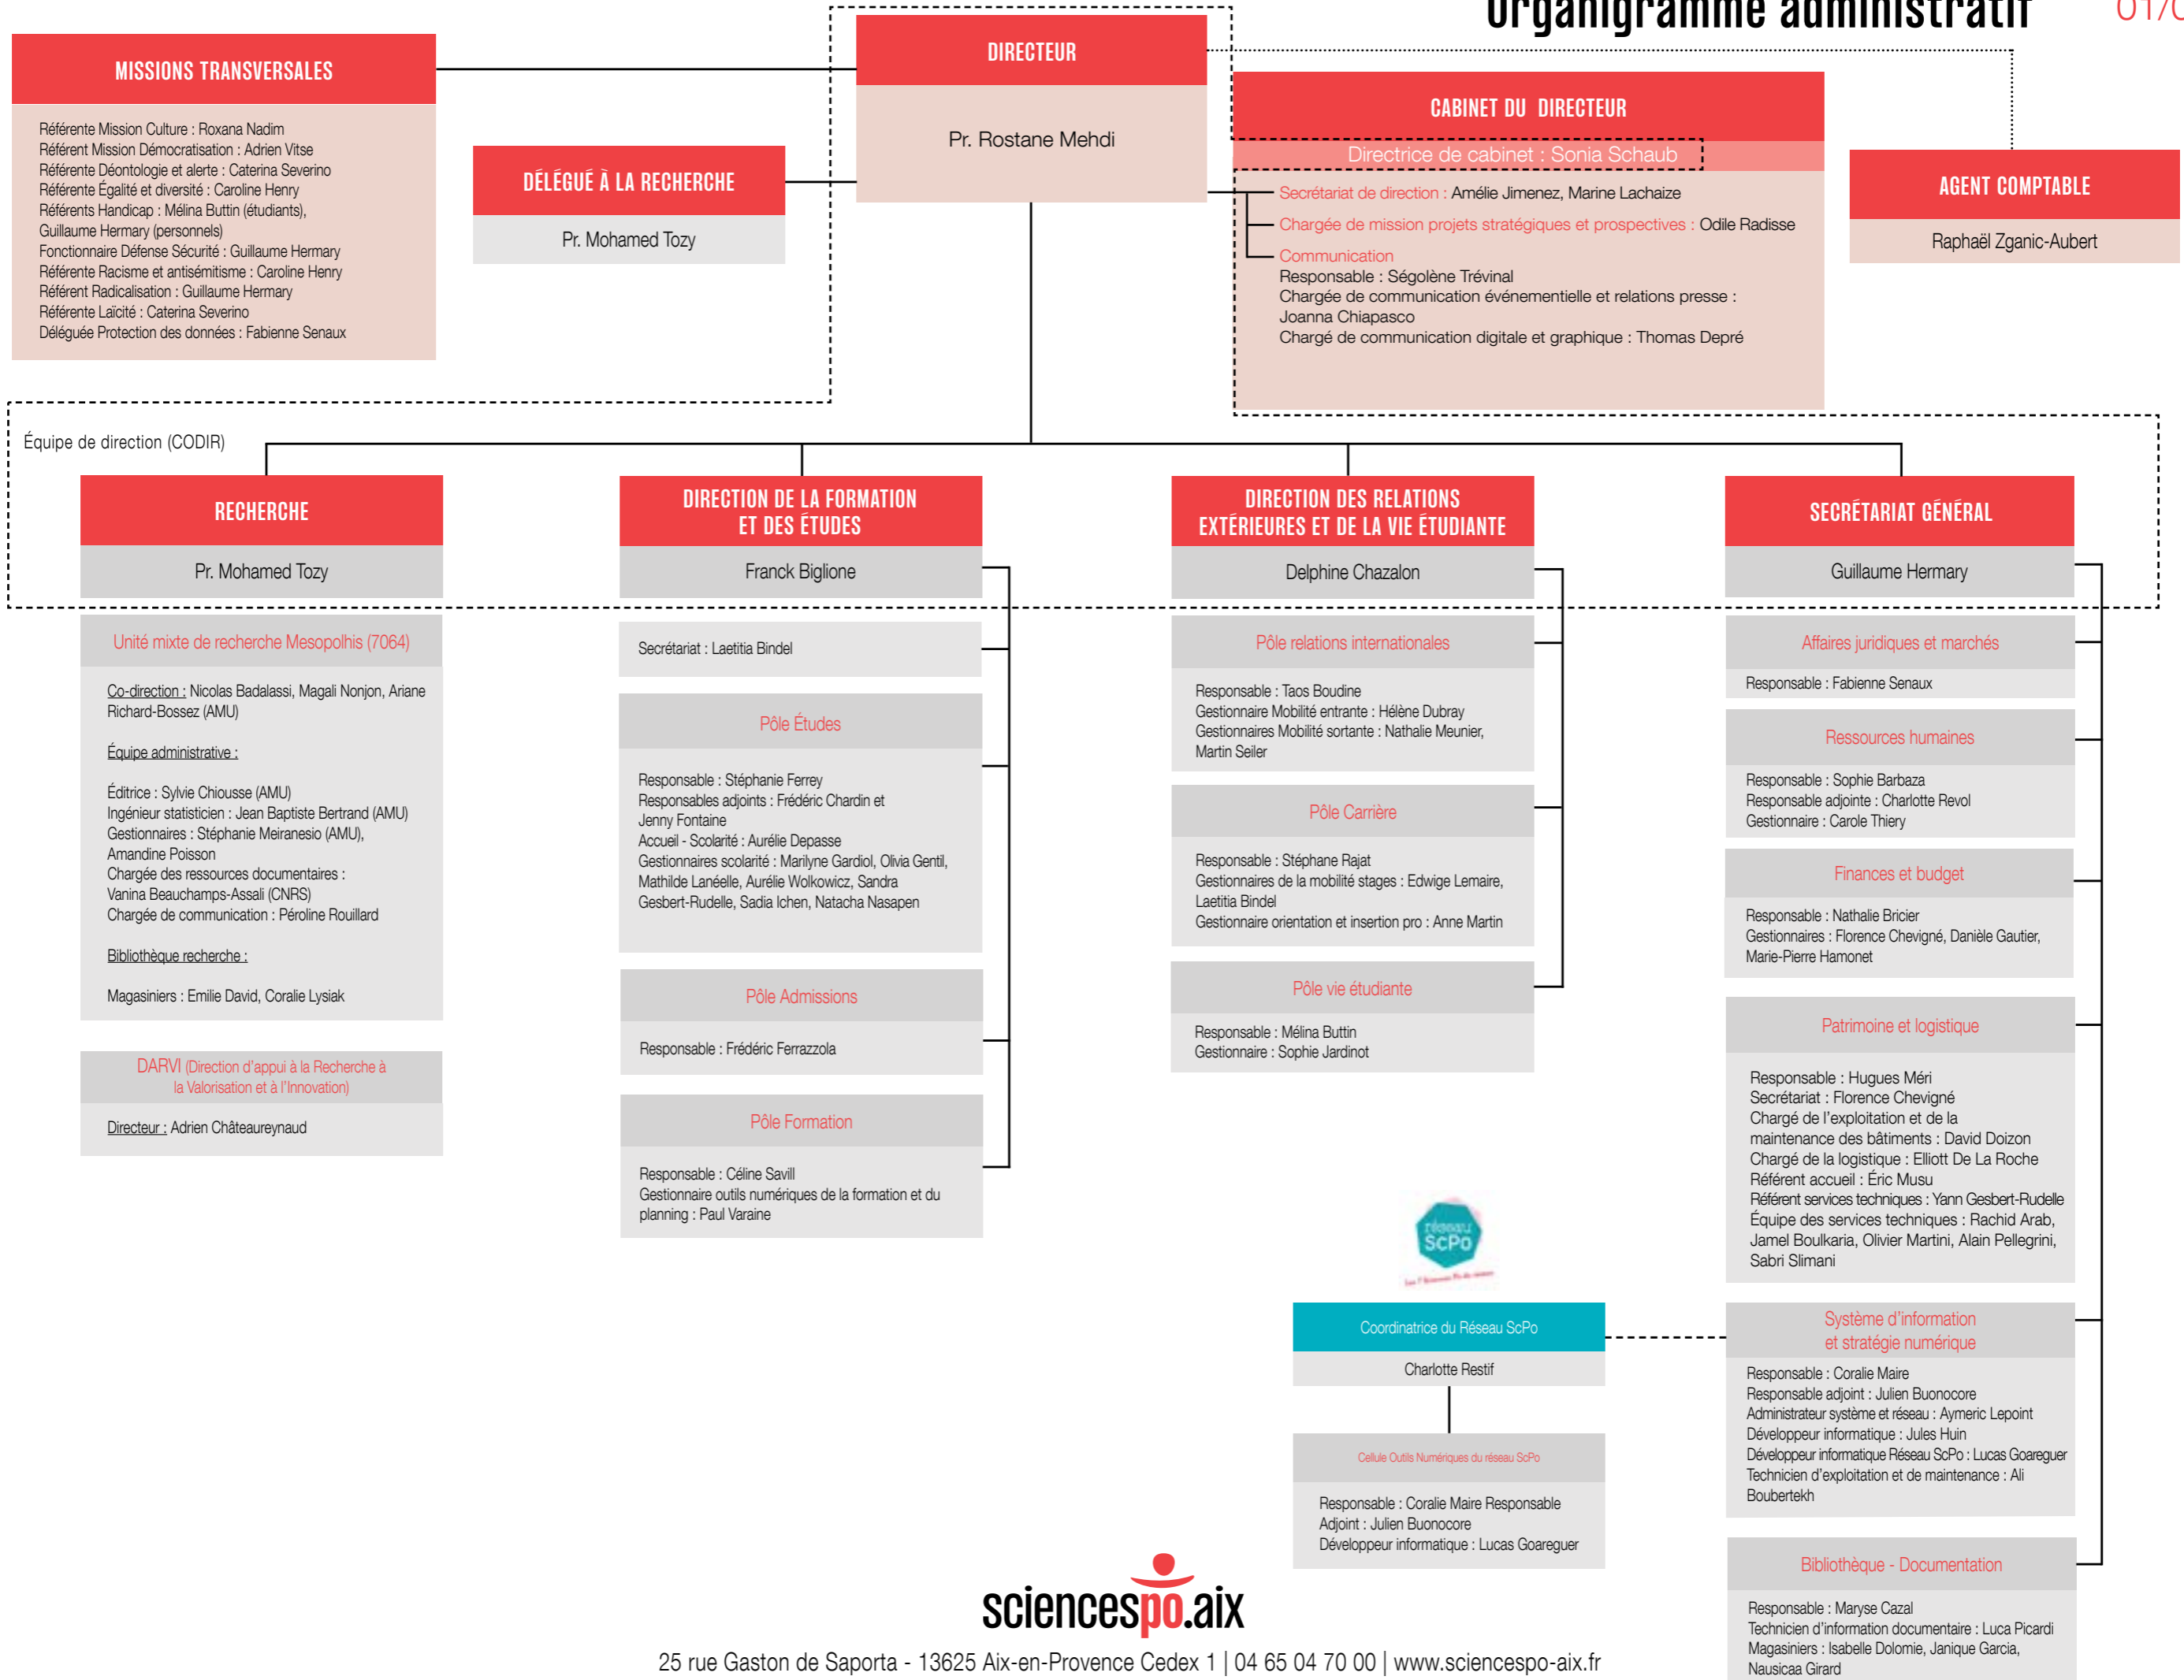 Organigramme administratif
MISSIONS TRANSVERSALES
Référente Mission Culture : Roxana Nadim
Référent Mission Démocratisation : Adrien Vitse
Référente Déontologie et alerte : Caterina Severino
Référente Égalité et diversité : Caroline Henry
Référents Handicap : Mélina Buttin (étudiants),
Guillaume Hermary (personnels)
Fonctionnaire Défense Sécurité : Guillaume Hermary
Référente Racisme et antisémitisme : Caroline Henry
Référent Radicalisation : Guillaume Hermary
Référente Laïcité : Caterina Severino
Déléguée Protection des données : Fabienne Senaux
DÉLÉGUÉ À LA RECHERCHE
Pr. Mohamed Tozy
DIRECTEUR
Pr. Rostane Mehdi
CABINET DU DIRECTEUR
Directrice de cabinet : Sonia Schaub
Secrétariat de direction : Amélie Jimenez, Marine Lachaize
Chargée de mission projets stratégiques et prospectives : Odile Radisse
Communication
Responsable : Ségolène Trévinal
Chargée de communication événementielle et relations presse :
Joanna Chiapasco
Chargé de communication digitale et graphique : Thomas Depré
AGENT COMPTABLE
Raphaël Zganic-Aubert
Équipe de direction (CODIR)
RECHERCHE
Pr. Mohamed Tozy
Unité mixte de recherche Mesopolhis (7064)
Co-direction : Nicolas Badalassi, Magali Nonjon, Ariane
Richard-Bossez (AMU)
Équipe administrative :
Éditrice : Sylvie Chiousse (AMU)
Ingénieur statisticien : Jean Baptiste Bertrand (AMU)
Gestionnaires : Stéphanie Meiranesio (AMU),
Amandine Poisson
Chargée des ressources documentaires :
Vanina Beauchamps-Assali (CNRS)
Chargée de communication : Péroline Rouillard
Bibliothèque recherche :
Magasiniers : Emilie David, Coralie Lysiak
DARVI (Direction d'appui à la Recherche à
la Valorisation et à l'Innovation)
Directeur : Adrien Châteaureynaud
DIRECTION DE LA FORMATION
ET DES ÉTUDES
Franck Biglione
Secrétariat : Laetitia Bindel
Pôle Études
Responsable : Stéphanie Ferrey
Responsables adjoints : Frédéric Chardin et
Jenny Fontaine
Accueil - Scolarité : Aurélie Depasse
Gestionnaires scolarité : Marilyne Gardiol, Olivia Gentil,
Mathilde Lanéelle, Aurélie Wolkowicz, Sandra
Gesbert-Rudelle, Sadia Ichen, Natacha Nasapen
Pôle Admissions
Responsable : Frédéric Ferrazzola
Pôle Formation
Responsable : Céline Savill
Gestionnaire outils numériques de la formation et du
planning : Paul Varaine
DIRECTION DES RELATIONS
EXTÉRIEURES ET DE LA VIE ÉTUDIANTE
Delphine Chazalon
Pôle relations internationales
Responsable : Taos Boudine
Gestionnaire Mobilité entrante : Hélène Dubray
Gestionnaires Mobilité sortante : Nathalie Meunier,
Martin Seiler
Pôle Carrière
Responsable : Stéphane Rajat
Gestionnaires de la mobilité stages : Edwige Lemaire,
Laetitia Bindel
Gestionnaire orientation et insertion pro : Anne Martin
Pôle vie étudiante
Responsable : Mélina Buttin
Gestionnaire : Sophie Jardinot
SECRÉTARIAT GÉNÉRAL
Guillaume Hermary
Affaires juridiques et marchés
Responsable : Fabienne Senaux
Ressources humaines
Responsable : Sophie Barbaza
Responsable adjointe : Charlotte Revol
Gestionnaire : Carole Thiery
Finances et budget
Responsable : Nathalie Bricier
Gestionnaires : Florence Chevigné, Danièle Gautier,
Marie-Pierre Hamonet
Patrimoine et logistique
Responsable : Hugues Méri
Secrétariat : Florence Chevigné
Chargé de l'exploitation et de la
maintenance des bâtiments : David Doizon
Chargé de la logistique : Elliott De La Roche
Référent accueil : Éric Musu
Référent services techniques : Yann Gesbert-Rudelle
Équipe des services techniques : Rachid Arab,
Jamel Boulkaria, Olivier Martini, Alain Pellegrini,
Sabri Slimani
Système d'information
et stratégie numérique
Responsable : Coralie Maire
Responsable adjoint : Julien Buonocore
Administrateur système et réseau : Aymeric Lepoint
Développeur informatique : Jules Huin
Développeur informatique Réseau ScPo : Lucas Goareguer
Technicien d'exploitation et de maintenance : Ali
Boubertekh
Bibliothèque - Documentation
Responsable : Maryse Cazal
Technicien d'information documentaire : Luca Picardi
Magasiniers : Isabelle Dolomie, Janique Garcia,
Nausicaa Girard
réseau
ScPo
Coordinatrice du Réseau ScPo
Charlotte Restif
Cellule Outils Numériques du réseau ScPo
Responsable : Coralie Maire Responsable
Adjoint : Julien Buonocore
Développeur informatique : Lucas Goareguer
sciencespo.aix
25 rue Gaston de Saporta - 13625 Aix-en-Provence Cedex 1 | 04 65 04 70 00 | www.sciencespo-aix.fr